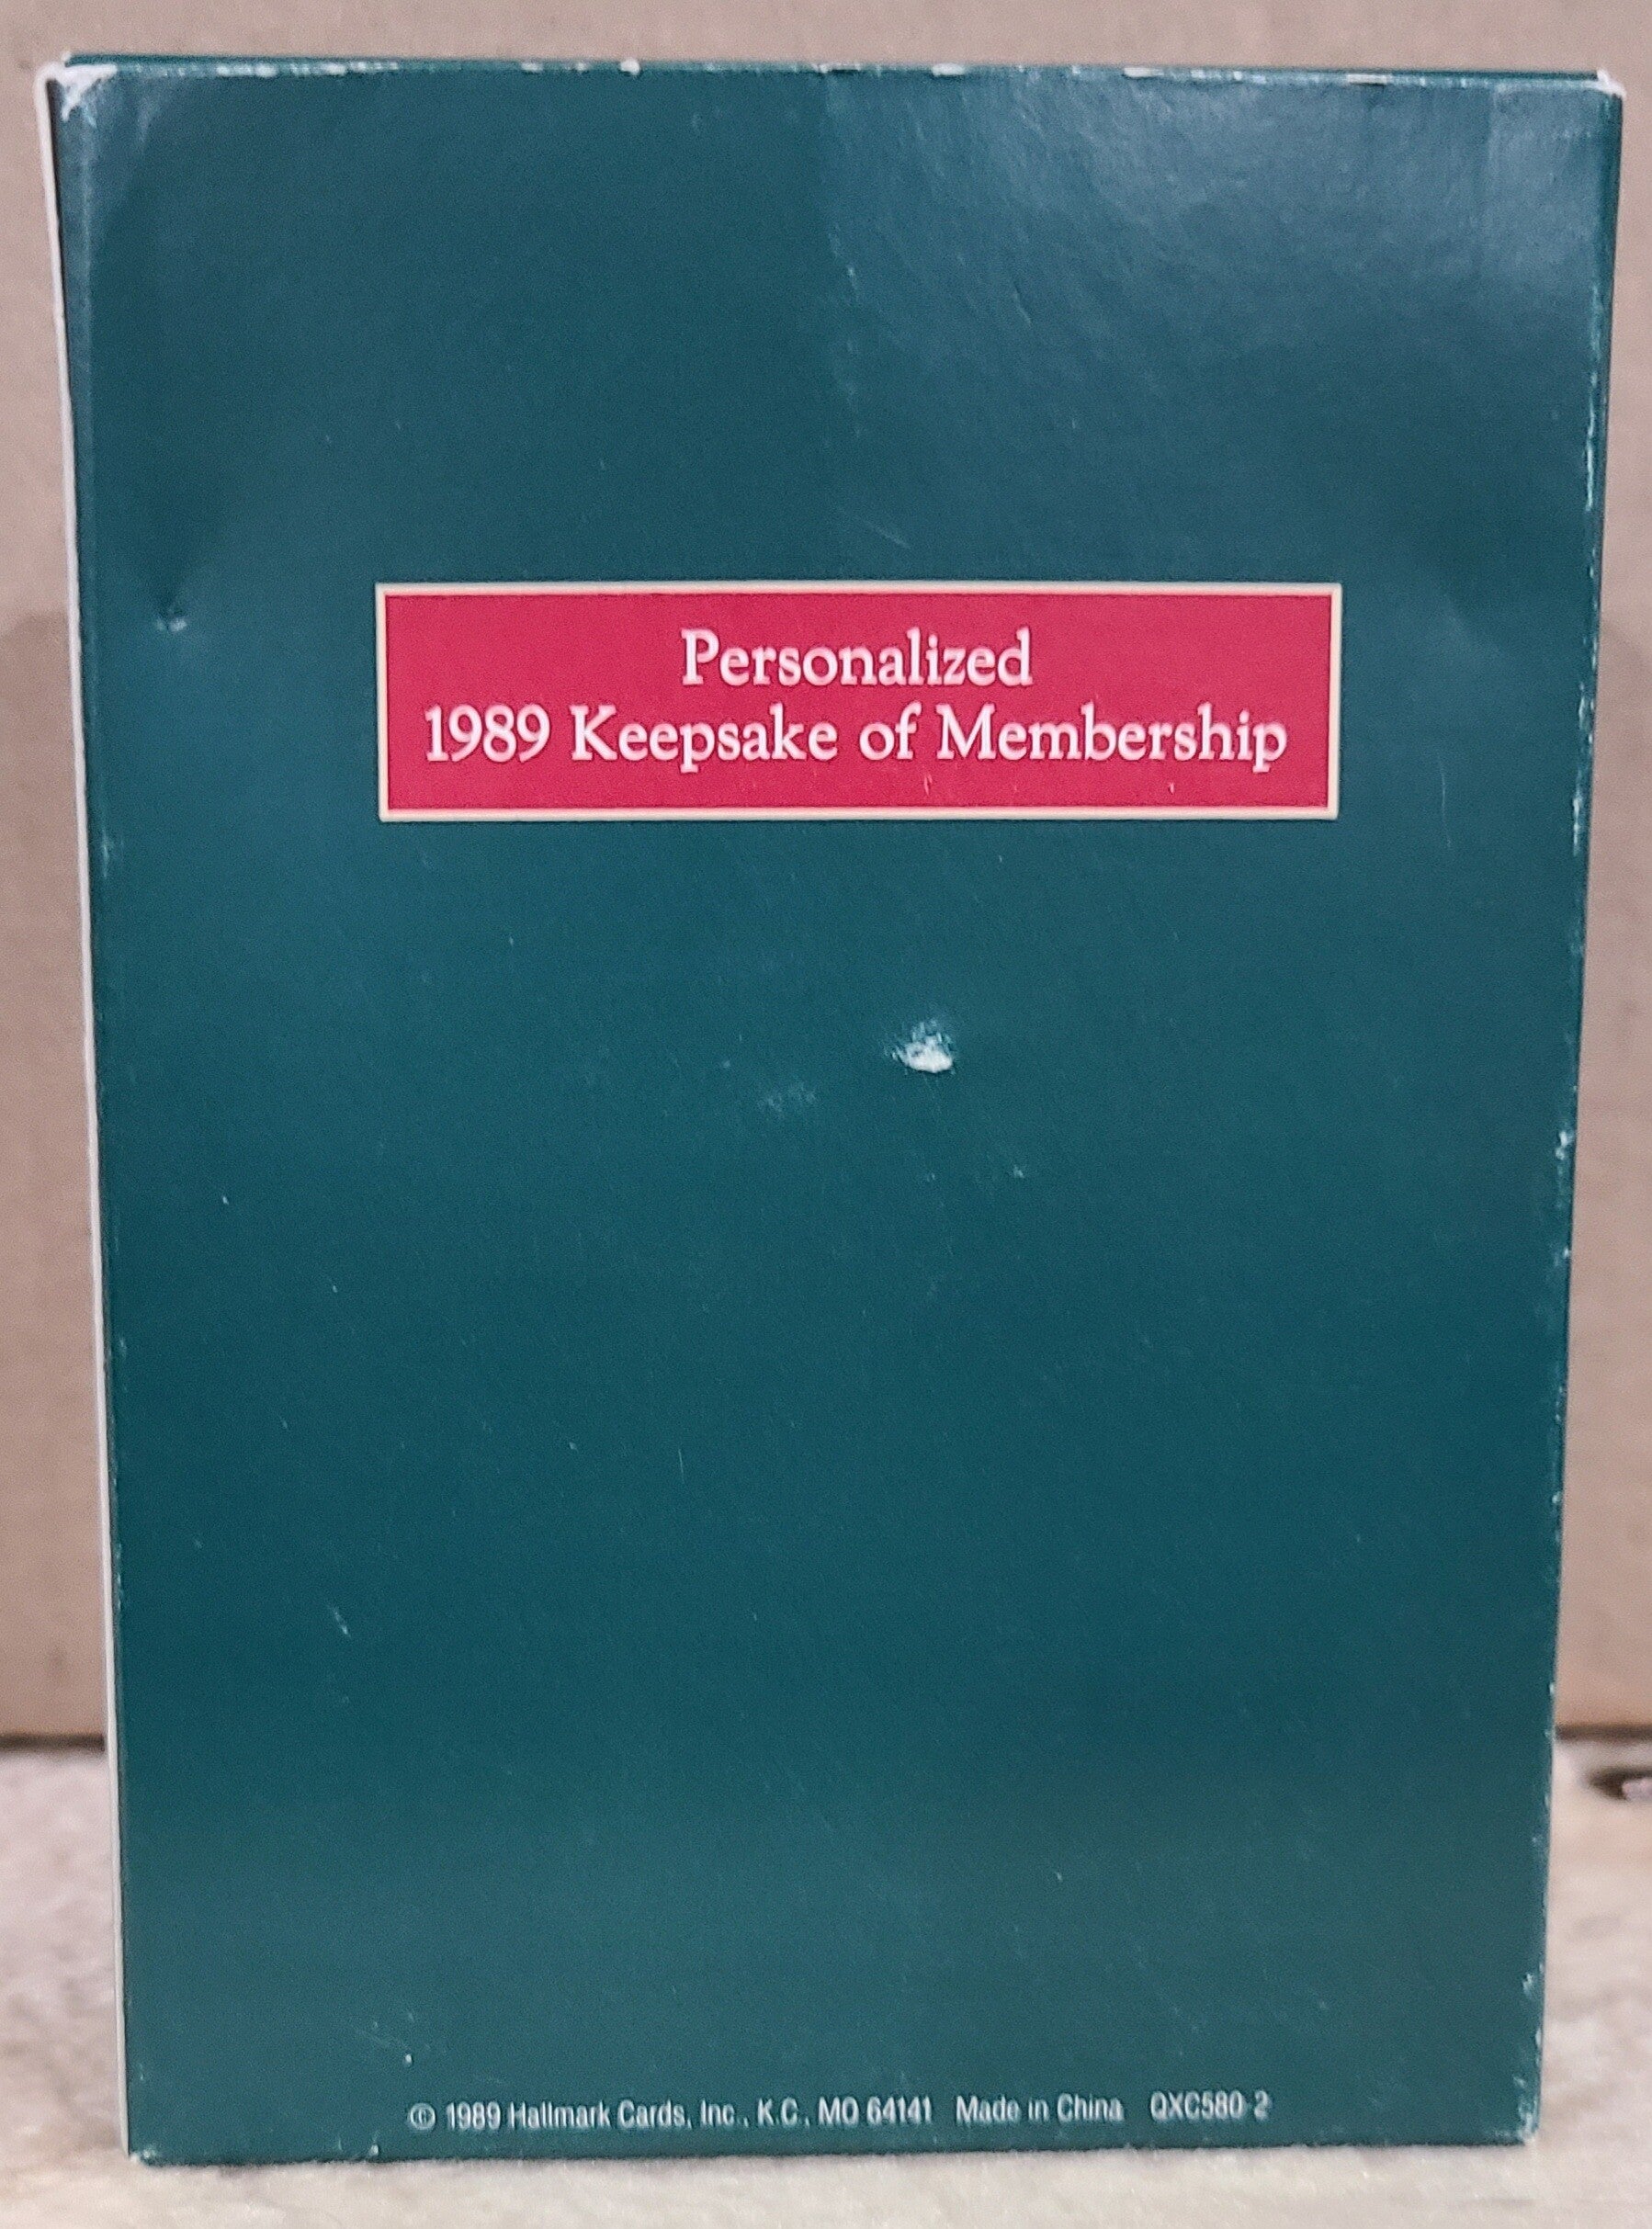 Personalized
1989 Keepsake of Membership
© 1989 Hallmark Cards, Inc., K.C., MO 64141 Made in China QXC580-2